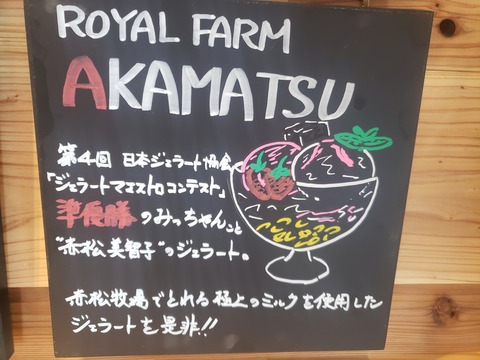 ROYAL FARM
AKAMATSU
第4回 日本ジェラート協会
「ジェラートマエストロコンテスト」
準優勝のみっちゃんこと
"赤松美智子"のジェラート。
赤松牧場でとれる極上のミルクを使用した
ジェラートを是非!!